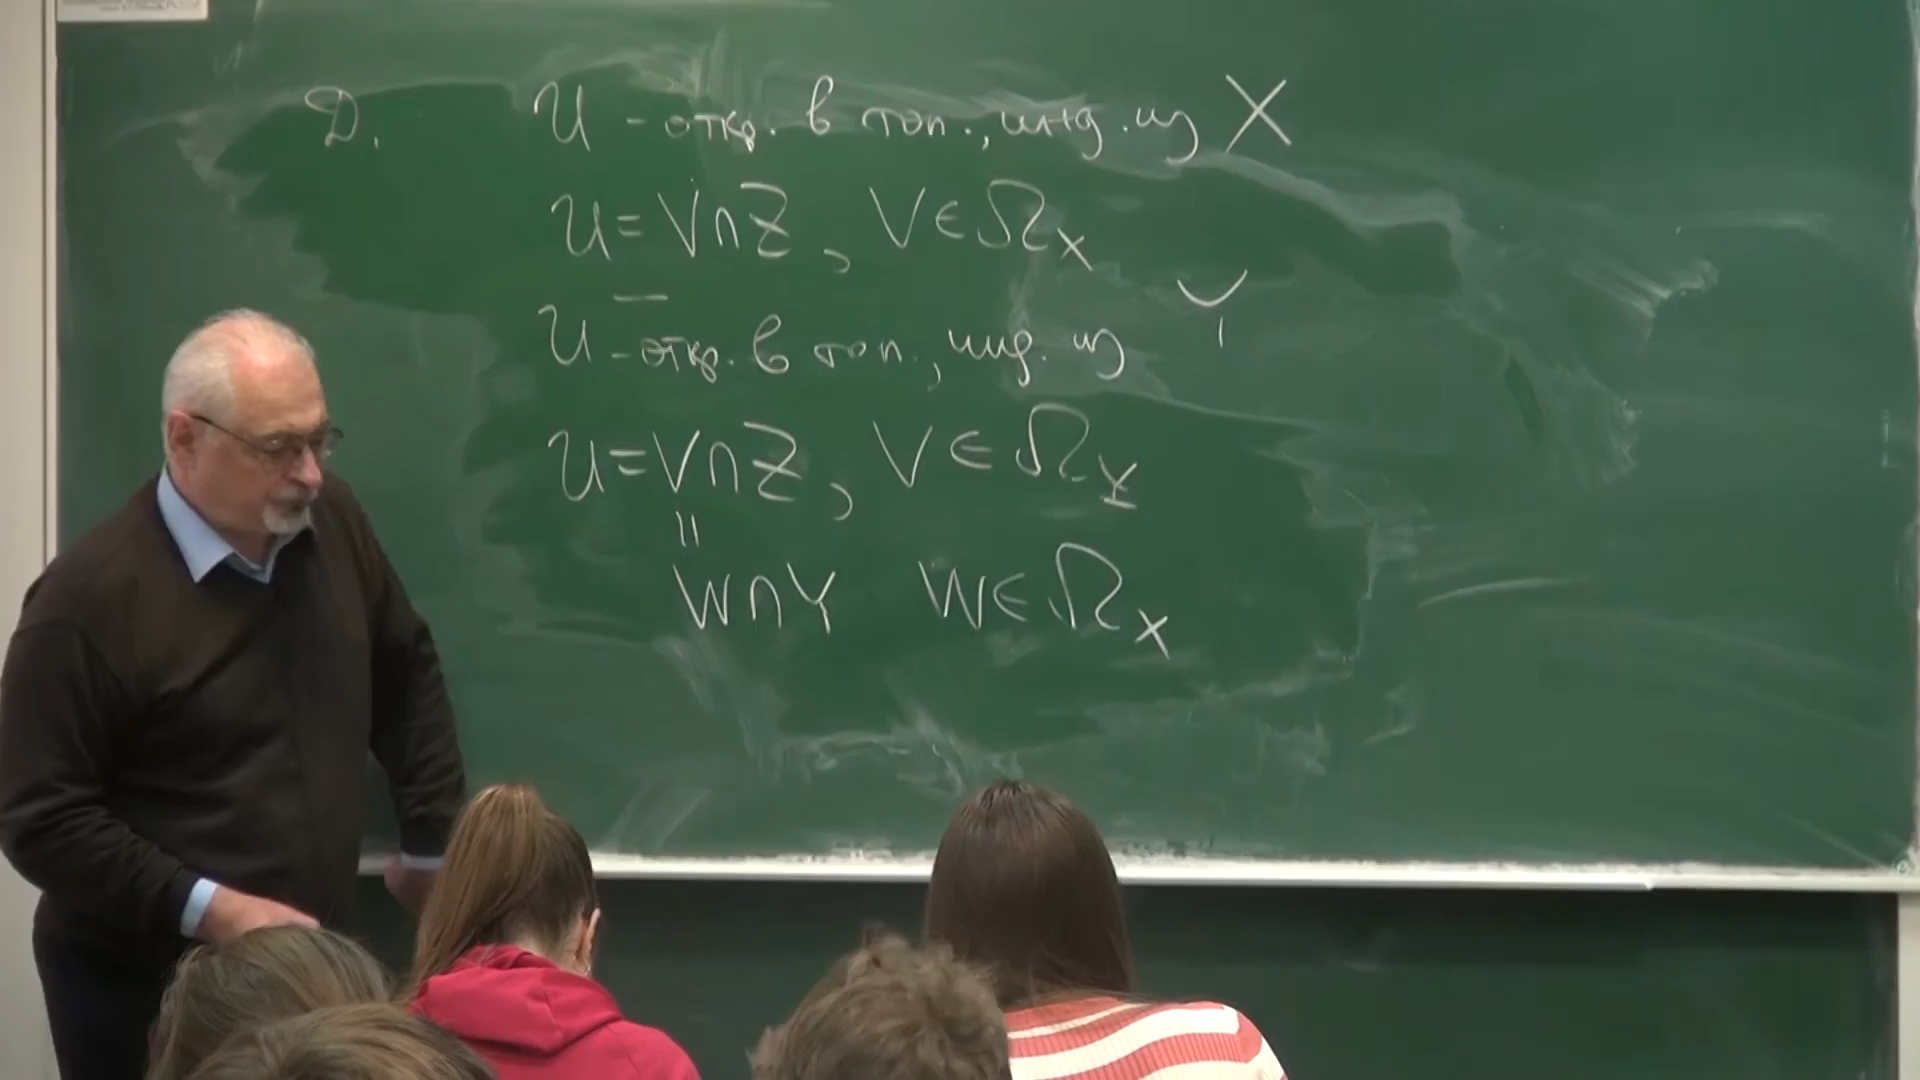 Д. U - откр. в топ., инд. из X
U = V ∩ Z, V ∈ Ω_X
U - откр. в топ., инд. из Y
U = V ∩ Z, V ∈ Ω_Y
||
W ∩ Y W ∈ Ω_X